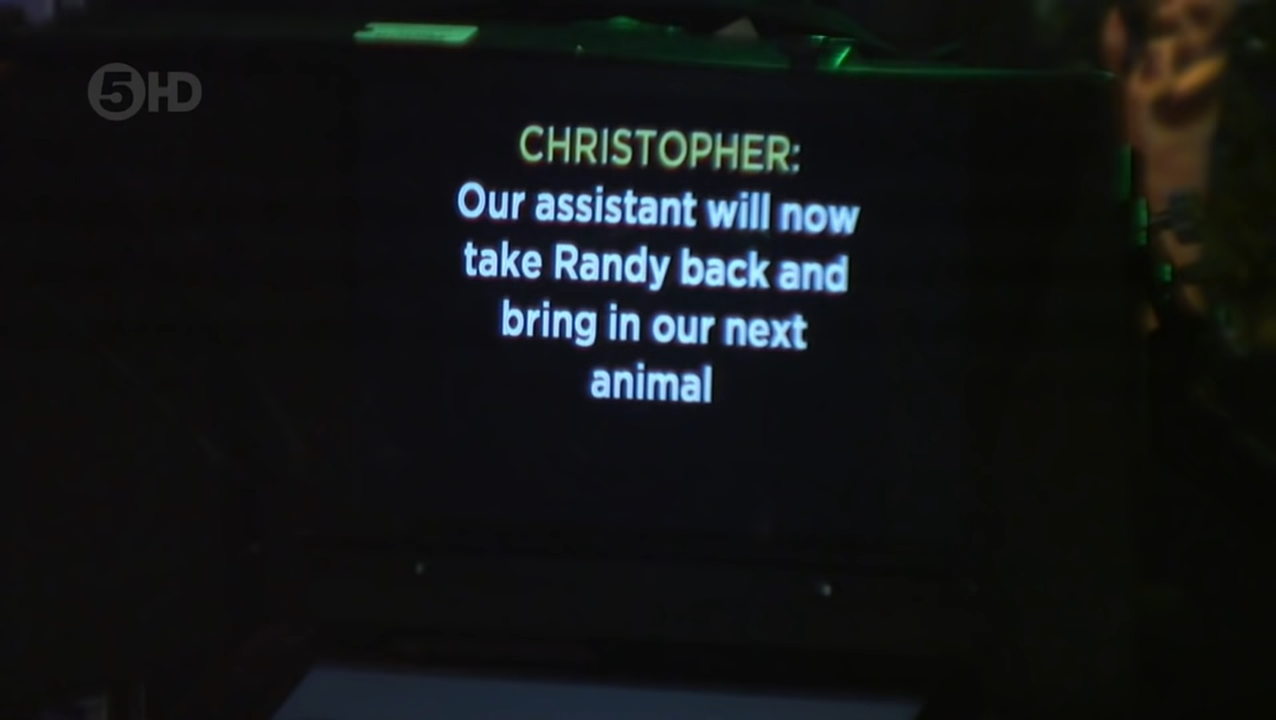 5HD
CHRISTOPHER:
Our assistant will now
take Randy back and
bring in our next
animal